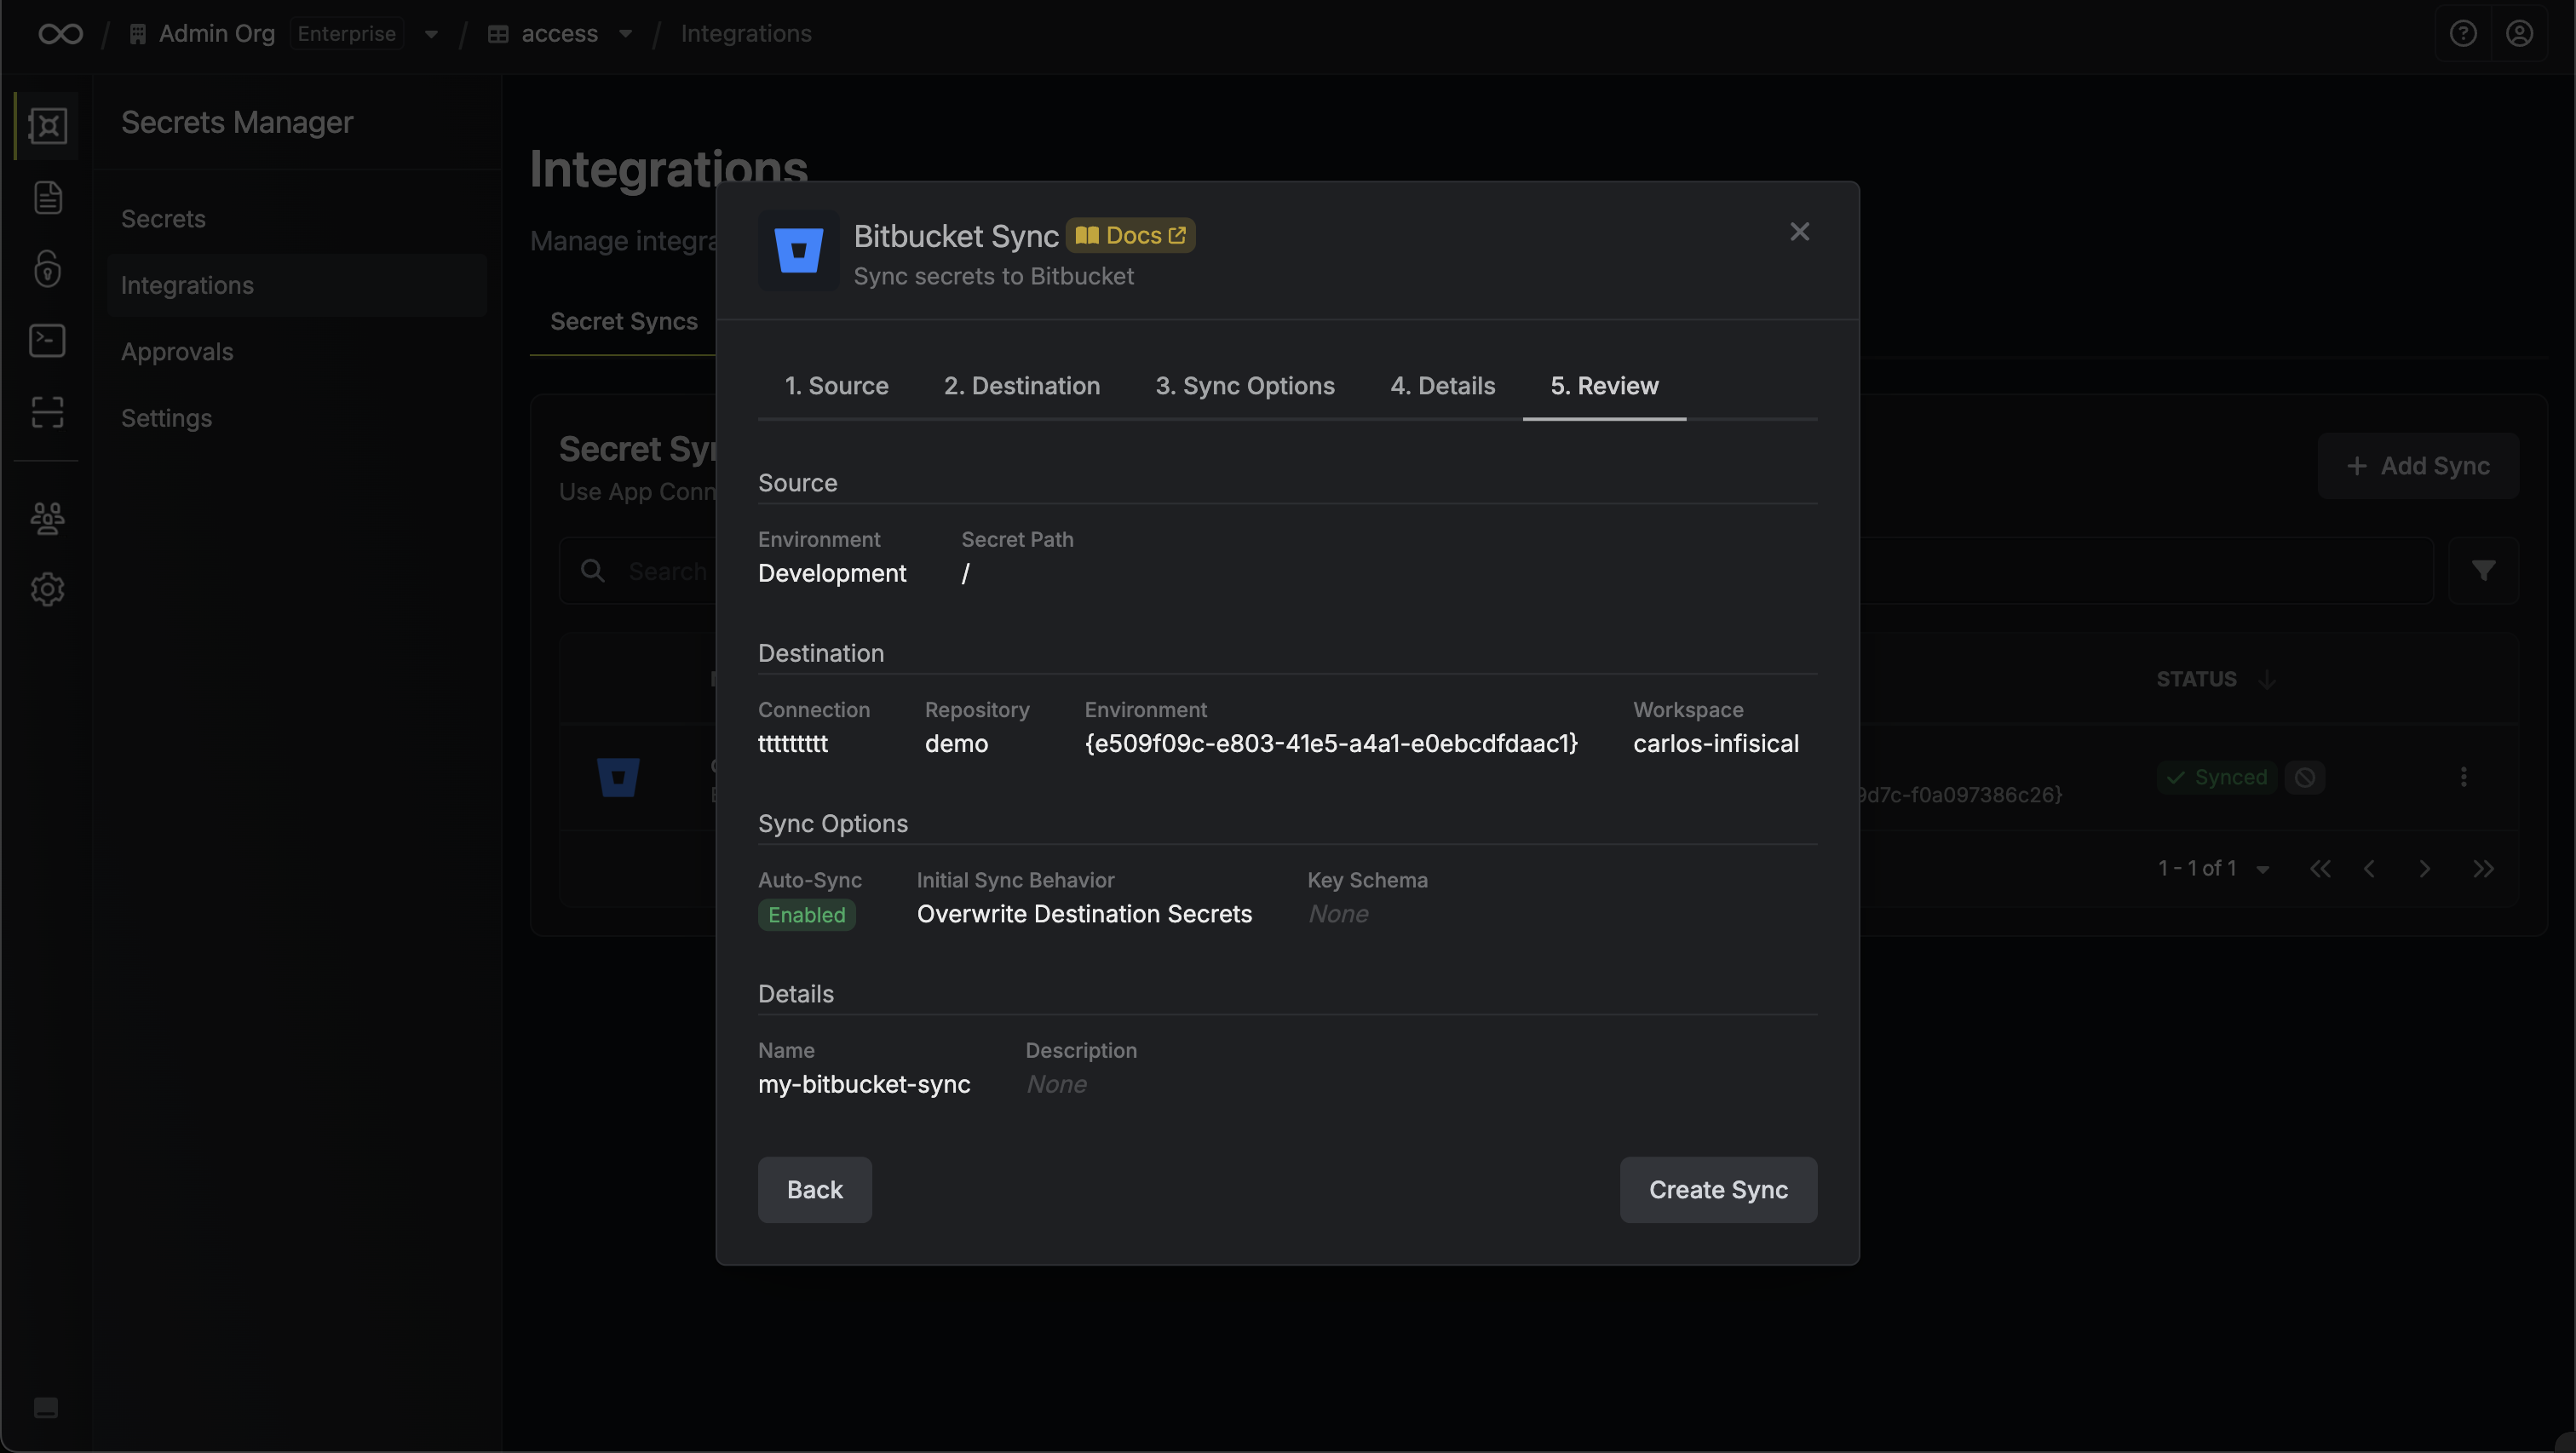 Admin Org Enterprise / access / Integrations
Secrets Manager
Secrets
Integrations
Approvals
Settings
Integrations
Manage
Secret Syncs
Secret
Use App
Search
+ Add Sync
STATUS
9d7c-f0a097386c26}
Synced
1 - 1 of 1
Bitbucket Sync Docs
Sync secrets to Bitbucket
1. Source 2. Destination 3. Sync Options 4. Details 5. Review
Source
Environment Secret Path
Development /
Destination
Connection Repository Environment Workspace
ttttttttt demo {e509f09c-e803-41e5-a4a1-e0ebcdfdaac1} carlos-infisical
Sync Options
Auto-Sync Initial Sync Behavior Key Schema
Enabled Overwrite Destination Secrets None
Details
Name Description
my-bitbucket-sync None
Back Create Sync